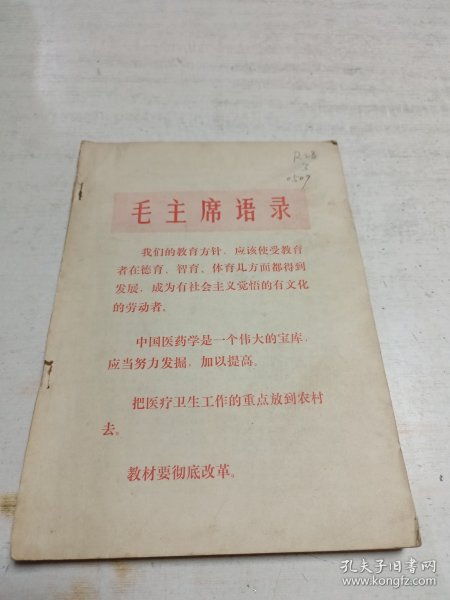 R28
0509
毛主席语录
我们的教育方针，应该使受教育
者在德育、智育、体育几方面都得到
发展，成为有社会主义觉悟的有文化
的劳动者。
中国医药学是一个伟大的宝库，
应当努力发掘，加以提高。
把医疗卫生工作的重点放到农村
去。
教材要彻底改革。
孔夫子旧书网
www.kongfz.com